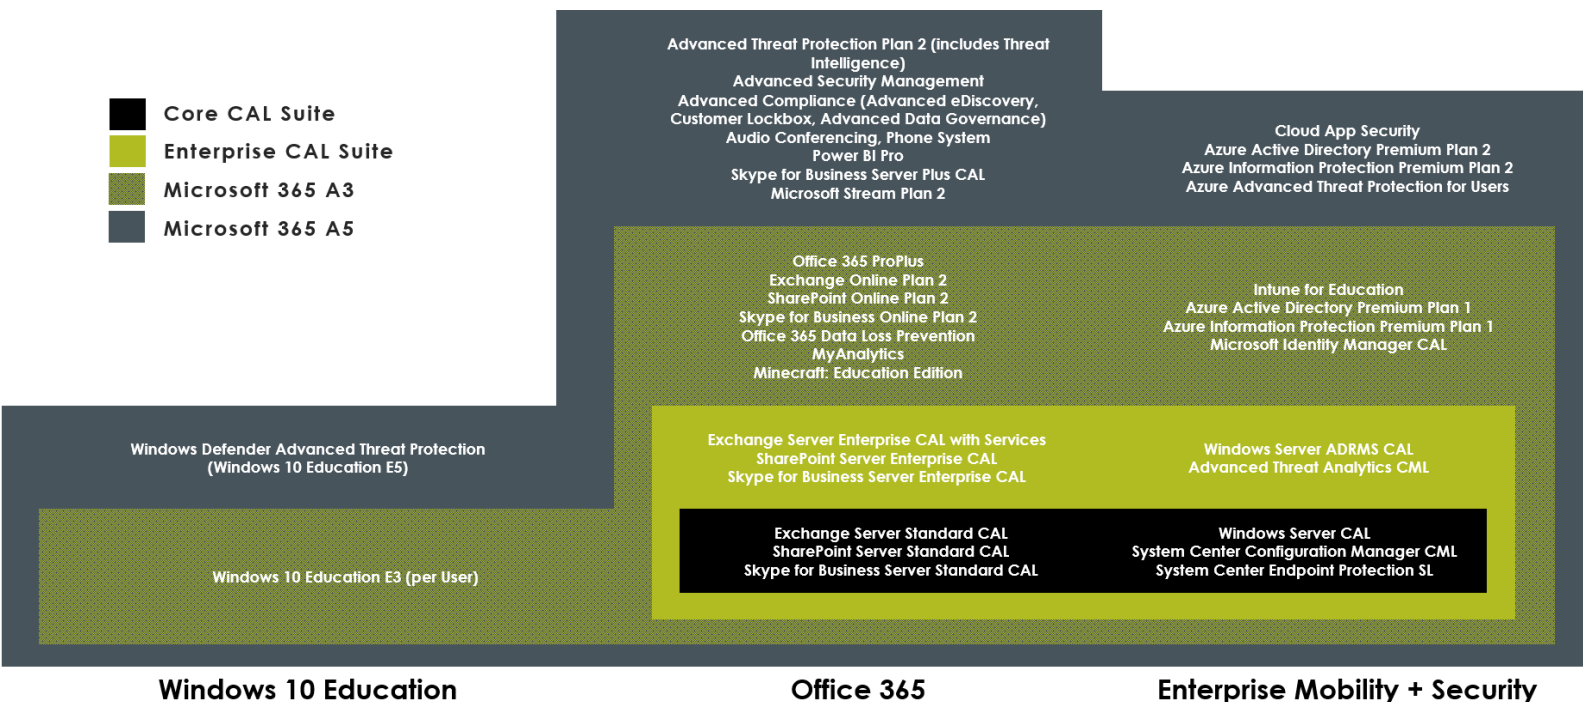 Core CAL Suite
Enterprise CAL Suite
Microsoft 365 A3
Microsoft 365 A5
Advanced Threat Protection Plan 2 (includes Threat
Intelligence)
Advanced Security Management
Advanced Compliance (Advanced eDiscovery,
Customer Lockbox, Advanced Data Governance)
Audio Conferencing, Phone System
Power BI Pro
Skype for Business Server Plus CAL
Microsoft Stream Plan 2
Cloud App Security
Azure Active Directory Premium Plan 2
Azure Information Protection Premium Plan 2
Azure Advanced Threat Protection for Users
Office 365 ProPlus
Exchange Online Plan 2
SharePoint Online Plan 2
Skype for Business Online Plan 2
Office 365 Data Loss Prevention
MyAnalytics
Minecraft: Education Edition
Intune for Education
Azure Active Directory Premium Plan 1
Azure Information Protection Premium Plan 1
Microsoft Identity Manager CAL
Windows Defender Advanced Threat Protection
(Windows 10 Education E5)
Exchange Server Enterprise CAL with Services
SharePoint Server Enterprise CAL
Skype for Business Server Enterprise CAL
Windows Server ADRMS CAL
Advanced Threat Analytics CML
Windows 10 Education E3 (per User)
Exchange Server Standard CAL
SharePoint Server Standard CAL
Skype for Business Server Standard CAL
Windows Server CAL
System Center Configuration Manager CML
System Center Endpoint Protection SL
Windows 10 Education
Office 365
Enterprise Mobility + Security